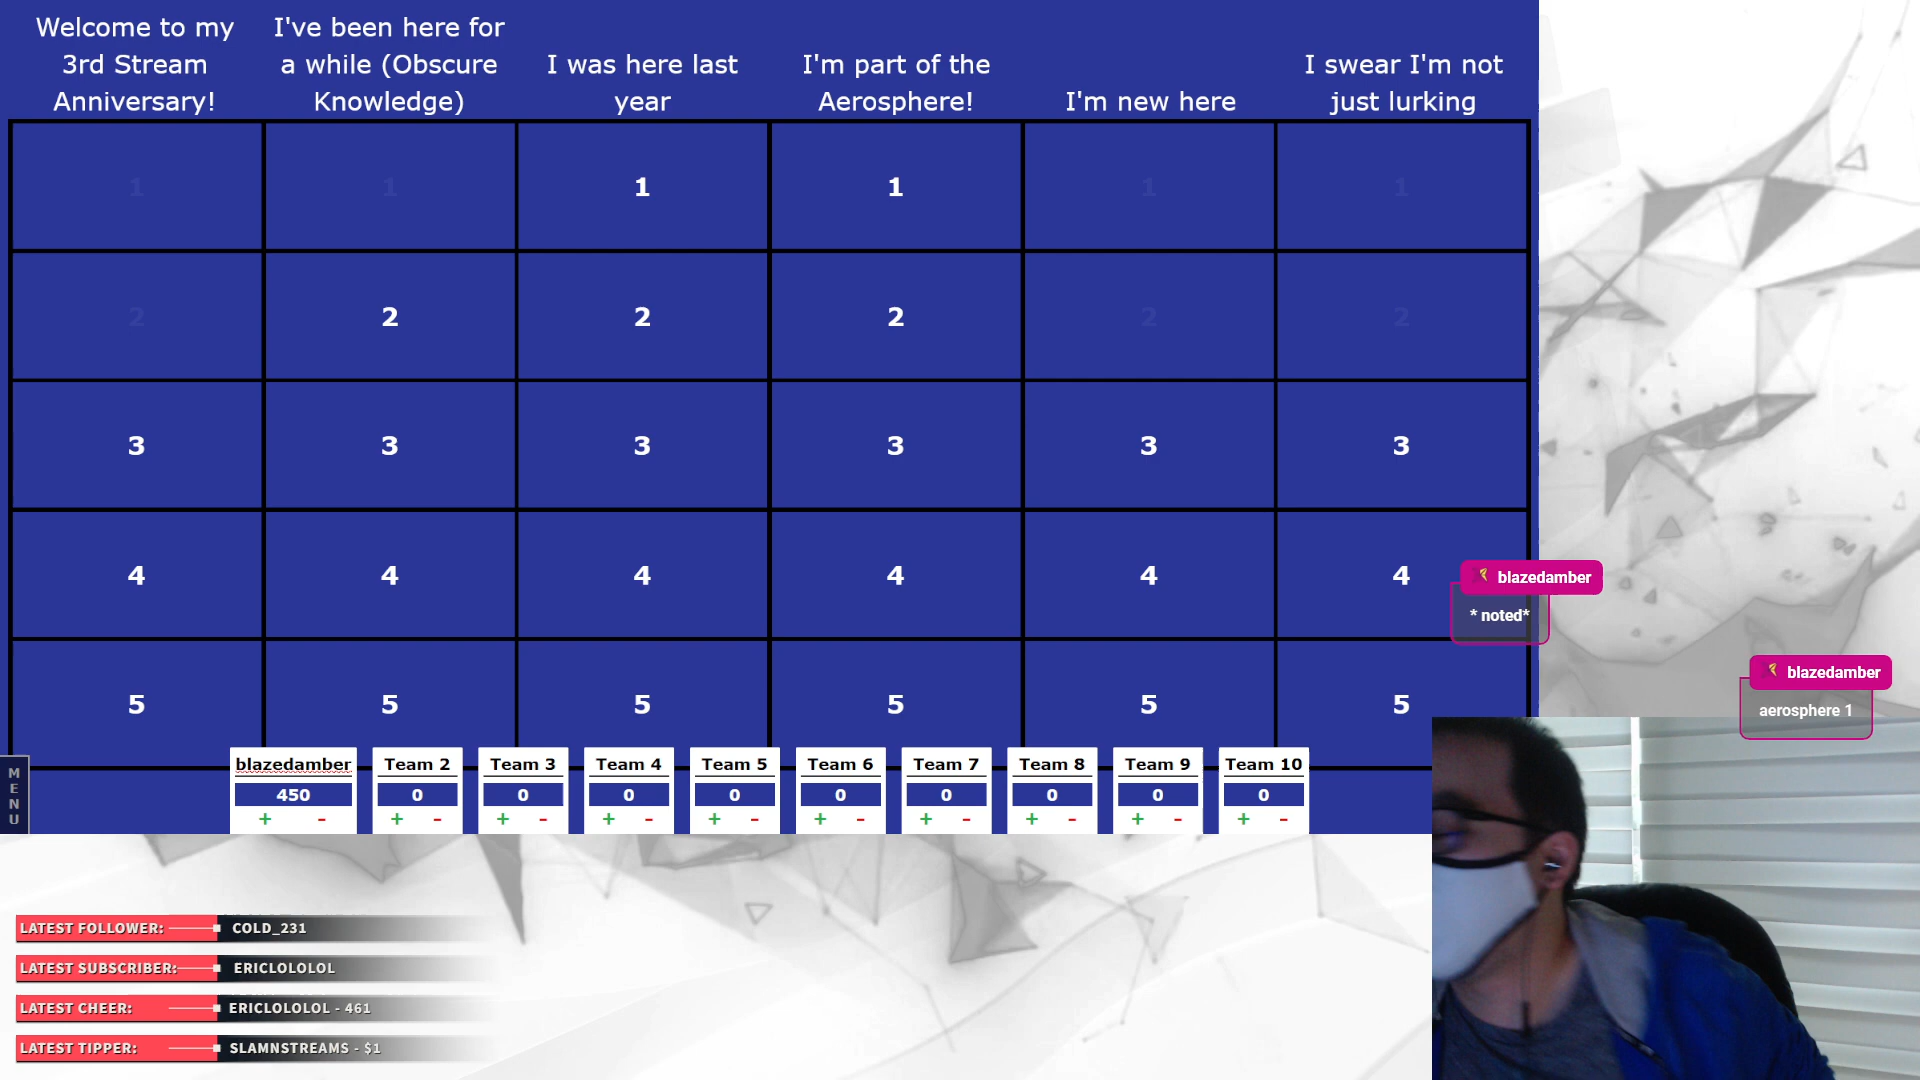 Welcome to my
3rd Stream
Anniversary!
I've been here for
a while (Obscure
Knowledge)
I was here last
year
I'm part of the
Aerosphere!
I'm new here
I swear I'm not
just lurking
1 1 1 1 1 1
2 2 2 2 2 2
3 3 3 3 3 3
4 4 4 4 4 4
5 5 5 5 5 5
blazedamber
* noted*
blazedamber
aerosphere 1
MENU
blazedamber Team 2 Team 3 Team 4 Team 5 Team 6 Team 7 Team 8 Team 9 Team 10
450 0 0 0 0 0 0 0 0 0
+ - + - + - + - + - + - + - + - + - + -
LATEST FOLLOWER: COLD_231
LATEST SUBSCRIBER: ERICLOLOLOL
LATEST CHEER: ERICLOLOLOL - 461
LATEST TIPPER: SLAMNSTREAMS - $1